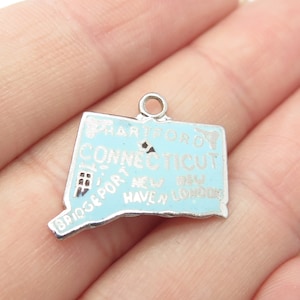 HARTFORD
CONNECTICUT
BRIDGEPORT
NEW HAVEN
NEW LONDON